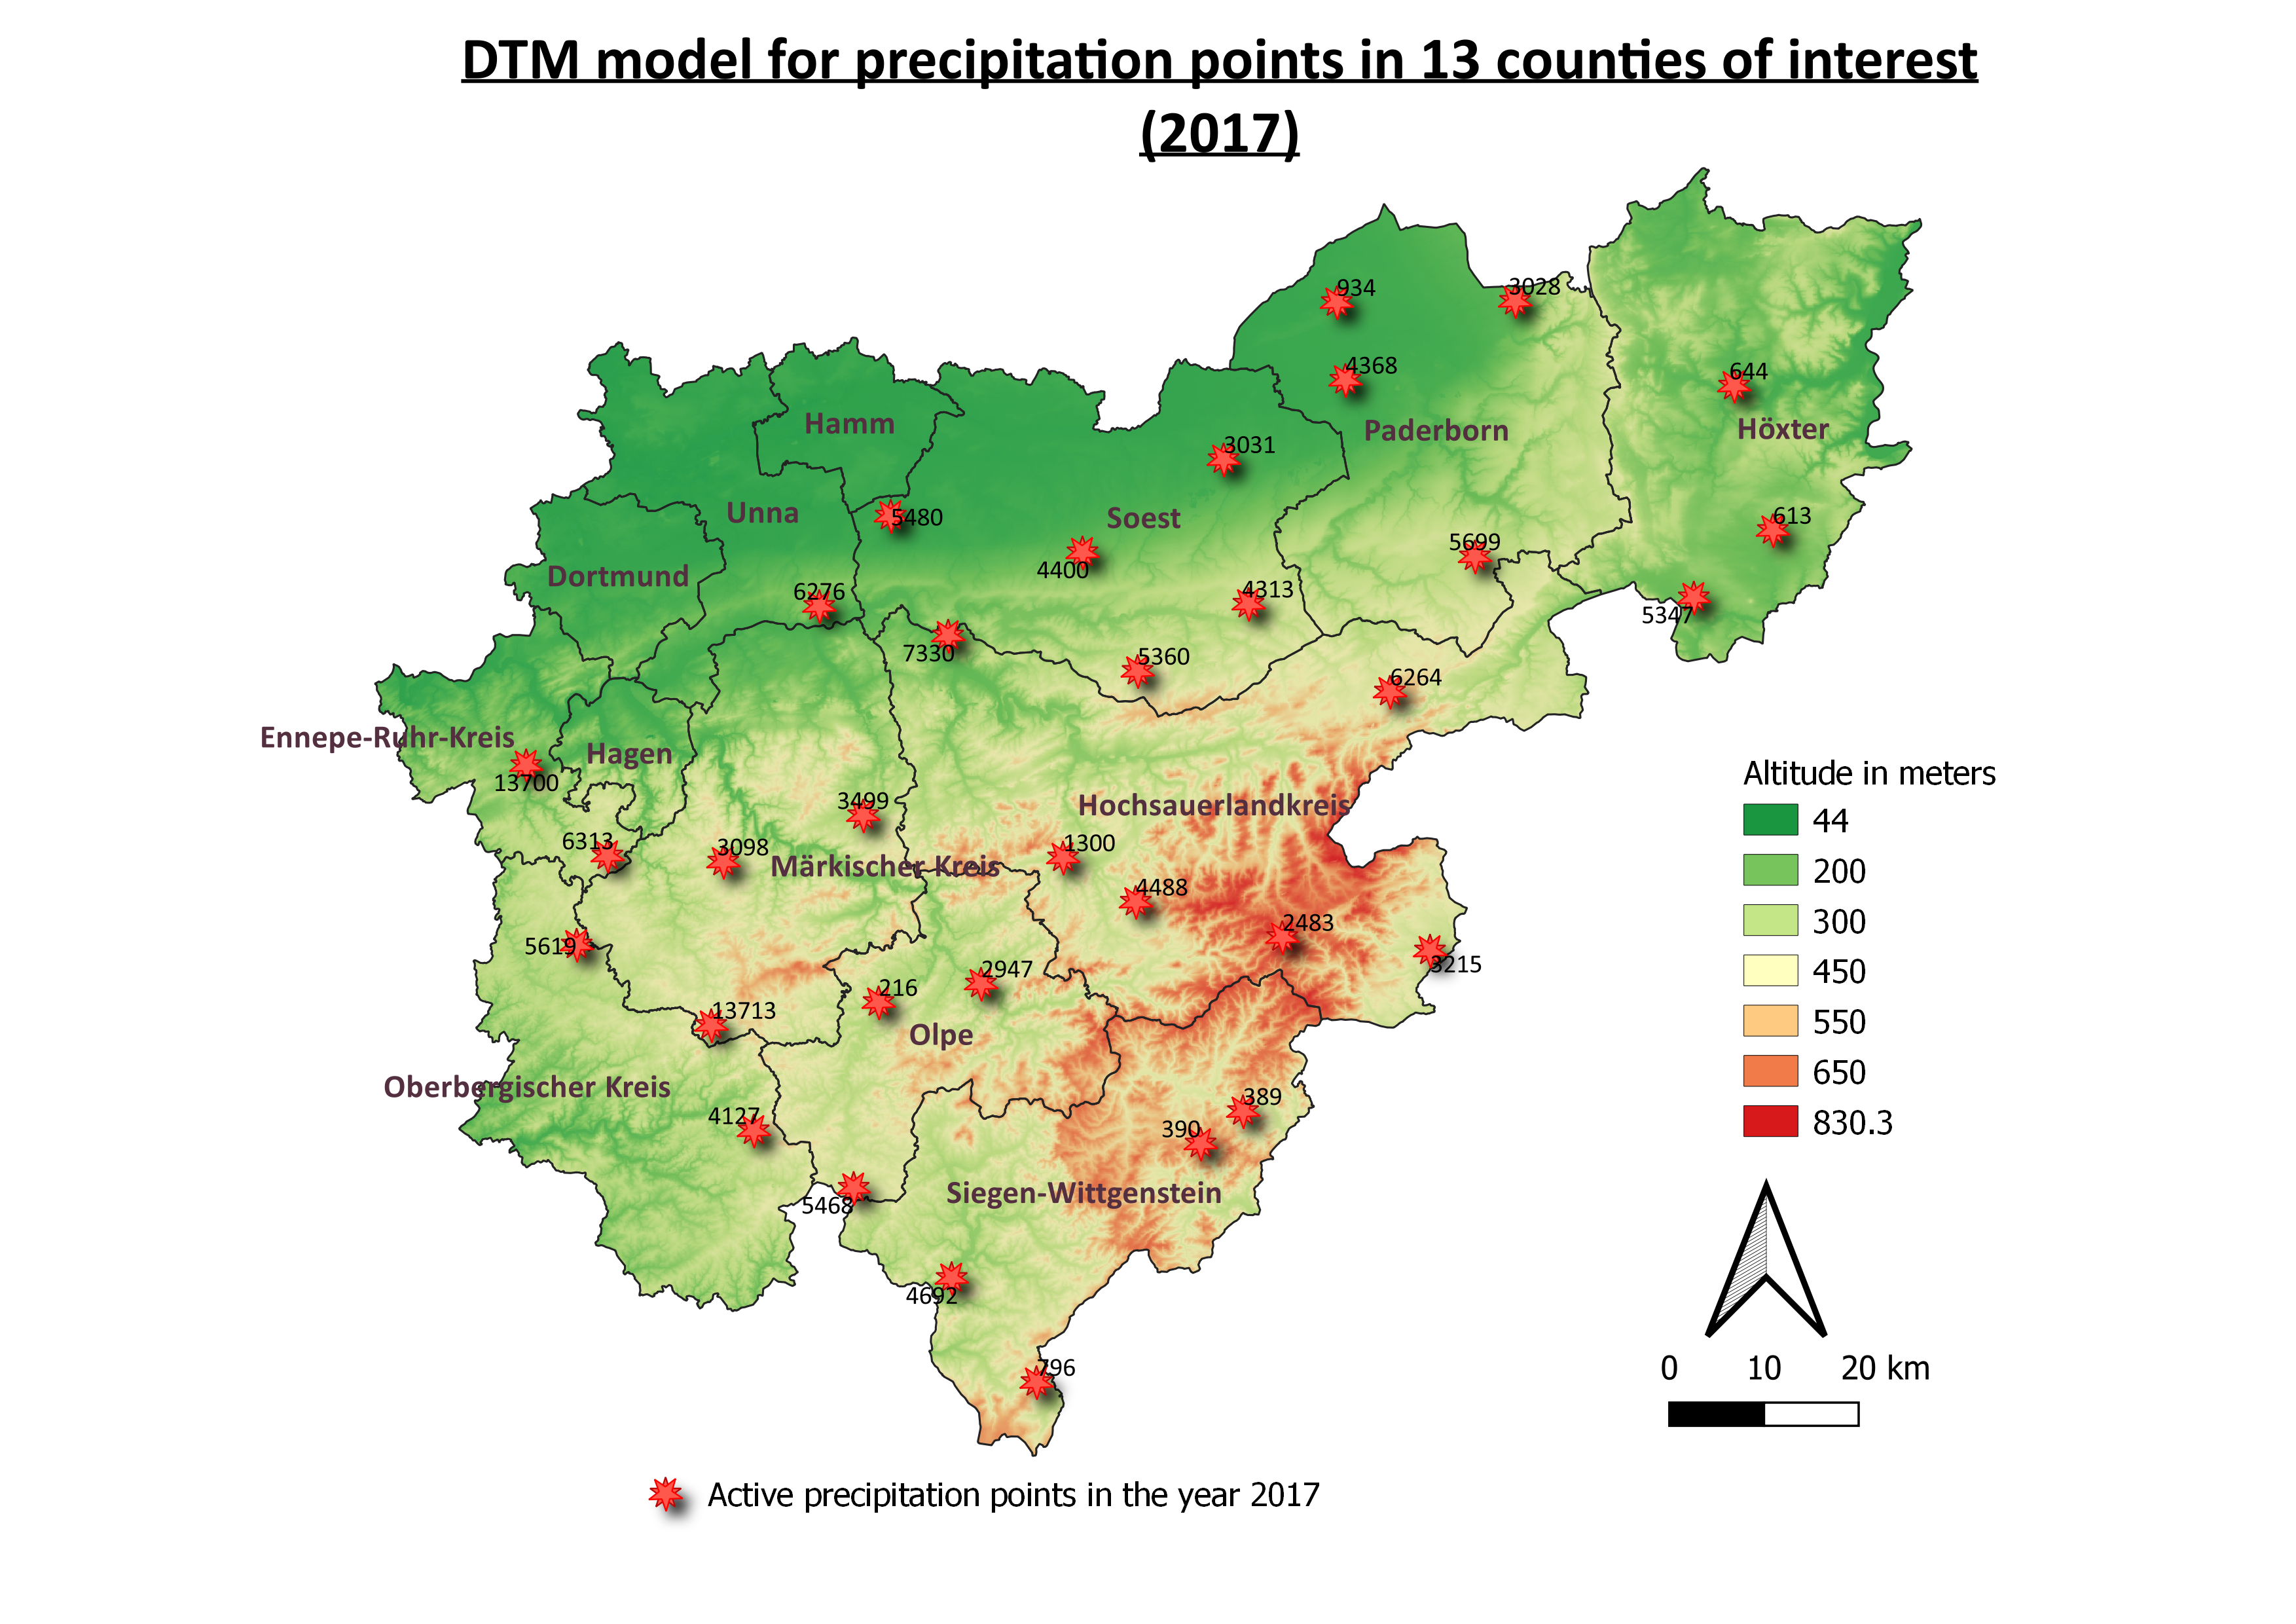 DTM model for precipitation points in 13 counties of interest
(2017)
934
3028
4368
644
Hamm
Paderborn
Höxter
3031
Unna
5480
Soest
613
4400
5699
Dortmund
6276
4313
5347
7330
5360
6264
Ennepe-Ruhr-Kreis
Hagen
13700
3499
Hochsauerlandkreis
6313
3098
1300
Märkischer Kreis
4488
2483
5619
3215
216
2947
13713
Olpe
Oberbergischer Kreis
4127
389
390
Siegen-Wittgenstein
5468
4692
796
Altitude in meters
44
200
300
450
550
650
830.3
0 10 20 km
Active precipitation points in the year 2017